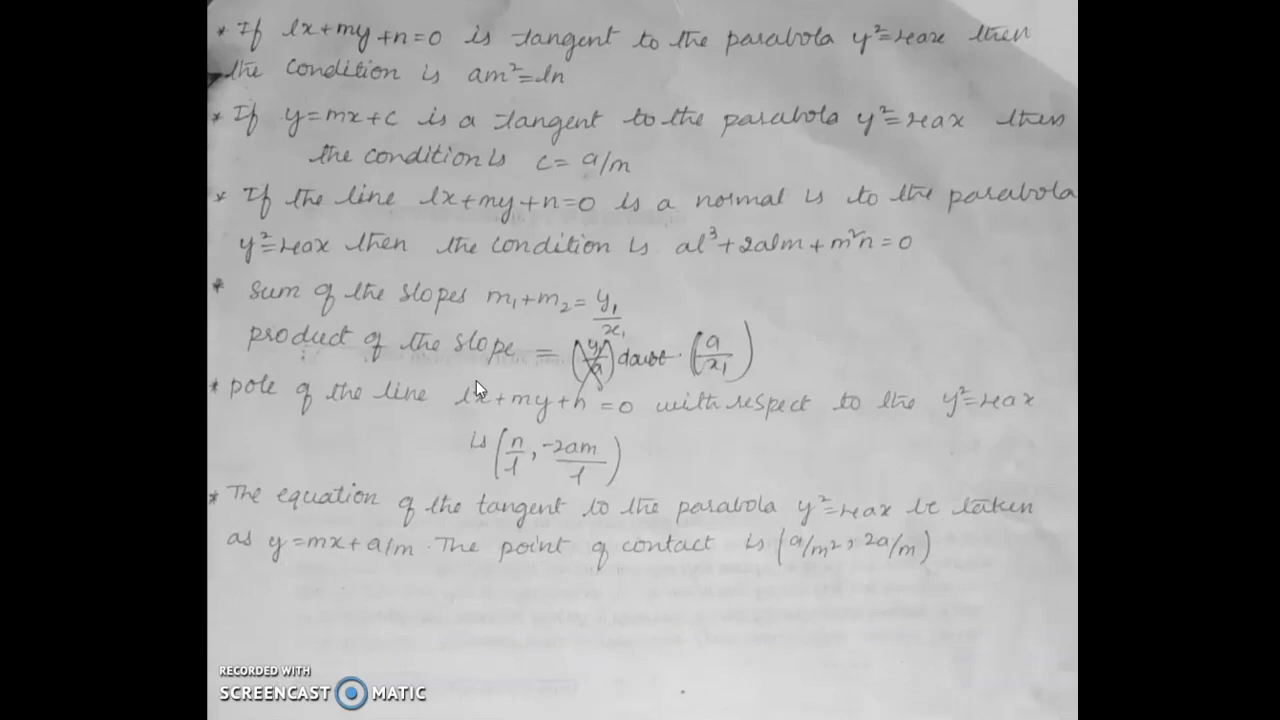 * If lx+my+n=0 is tangent to the parabola y²=4ax then
the condition is am²=ln
* If y=mx+c is a tangent to the parabola y²=4ax then
the condition is c= a/m
* If the line lx+my+n=0 is a normal is to the parabola
y²=4ax then the condition is al³+2alm+m²n=0
* Sum of the slopes m₁+m₂= y₁/x₁
product of the slope = . (a/x₁)
* pole of the line lx+my+n=0 with respect to the y²=4ax
is (n/l, -2am/l)
* The equation of the tangent to the parabola y²=4ax be taken
as y=mx+a/m. The point of contact is (a/m², 2a/m)
RECORDED WITH
SCREENCAST MATIC